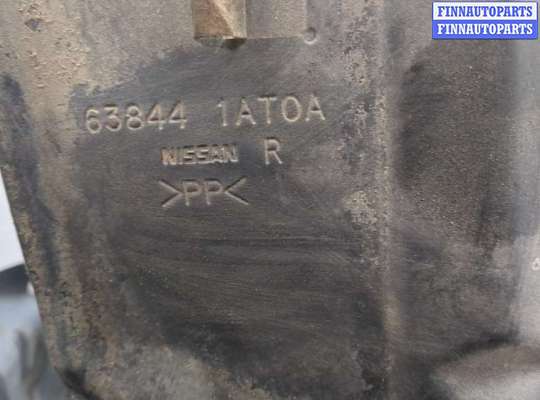 FINNAUTOPARTS
FINNAUTOPARTS
63844 1AT0A
NISSAN R
>PP<